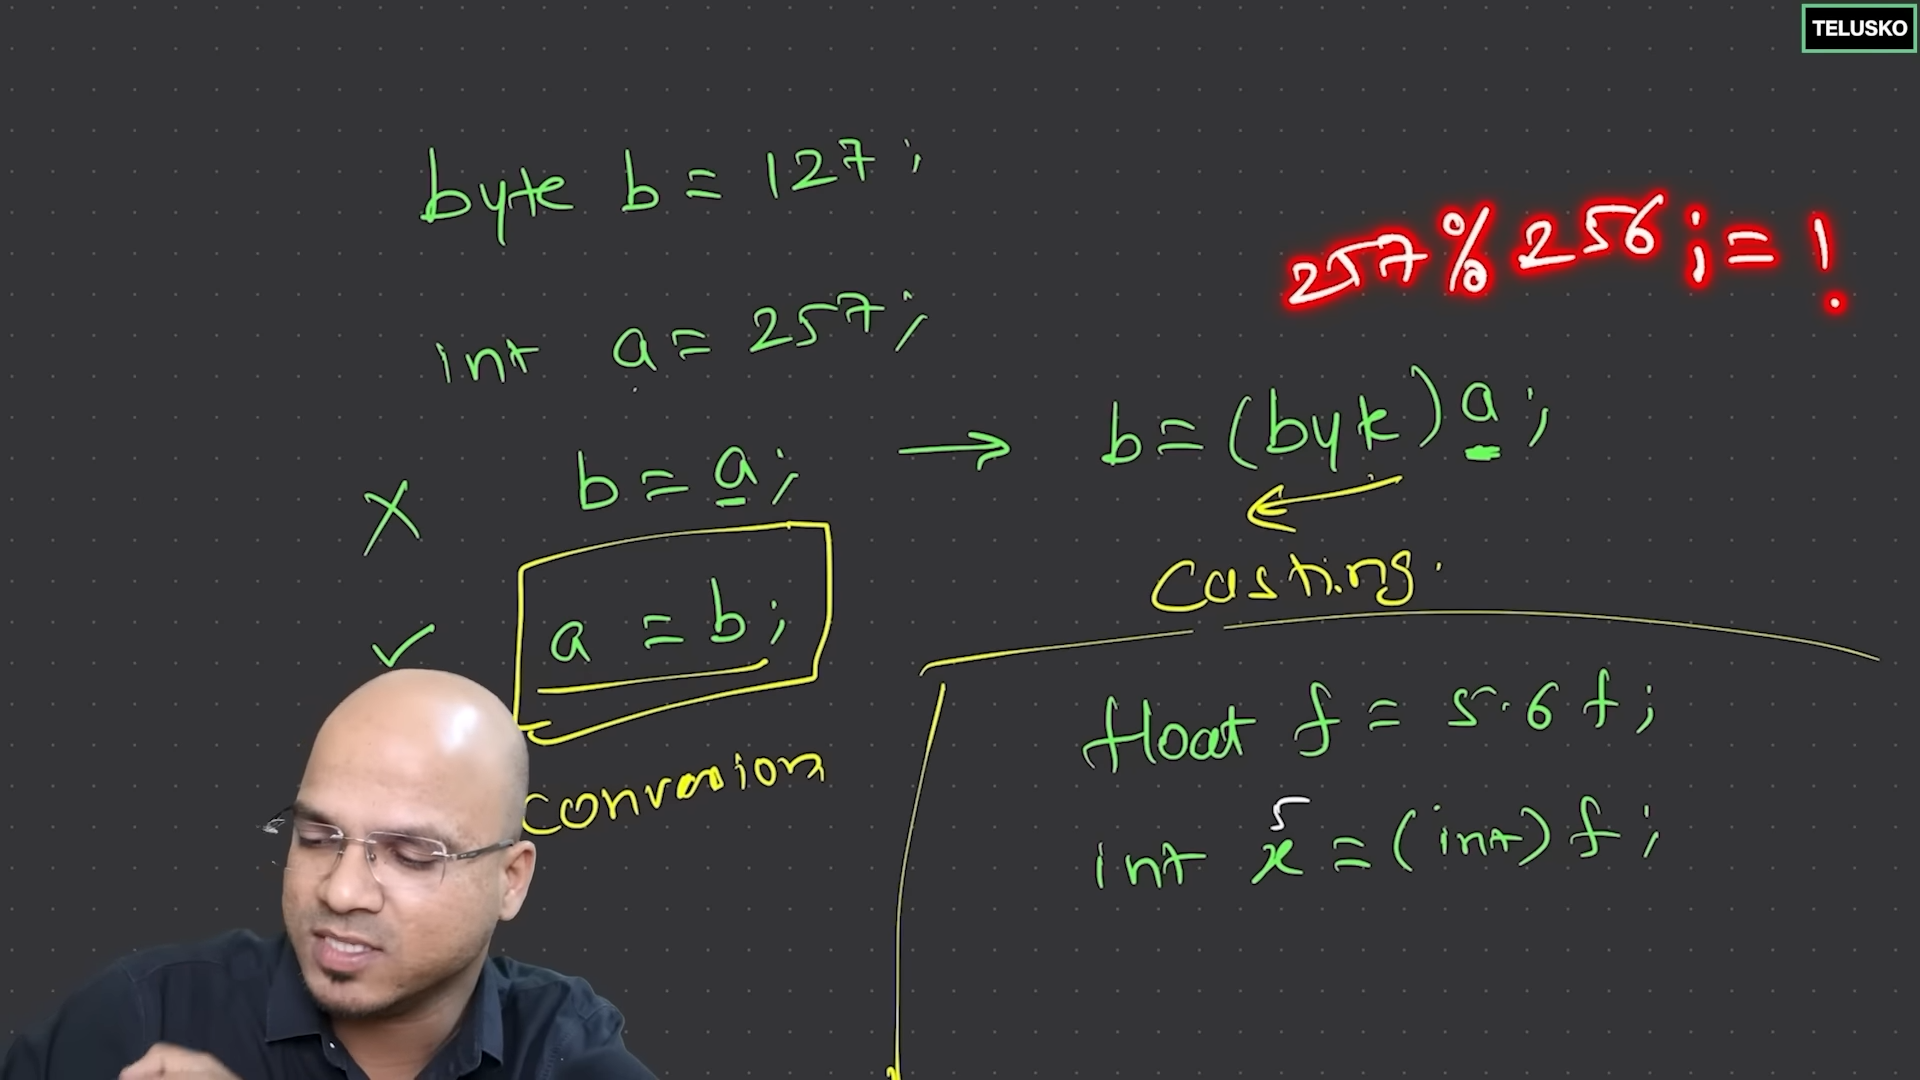 TELUSKO
byte b = 127;
257 % 256 ; = 1
int a = 257;
b = a; → b = (byte) a;
X
Casting.
✓ a = b;
Conversion
float f = 5.6f;
5
int x = (int) f;